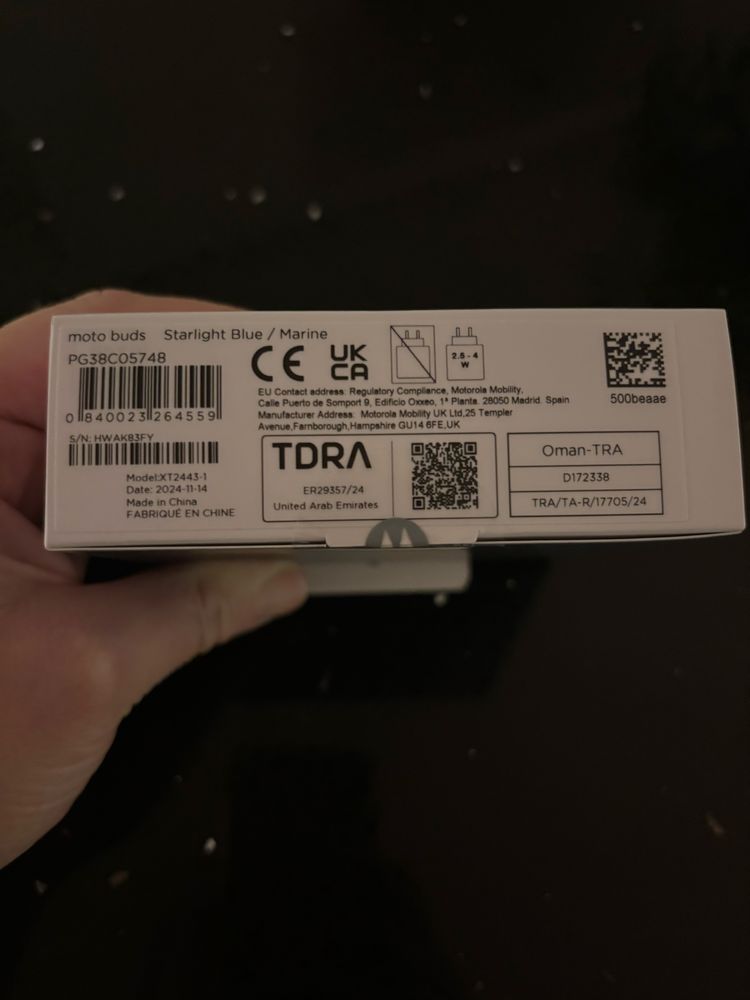 moto buds Starlight Blue / Marine
PG38C05748
0 840023 264559
S/N: HWAK83FY
Model:XT2443-1
Date: 2024-11-14
Made in China
FABRIQUÉ EN CHINE
CE
UK
CA
2.5 - 4
W
EU Contact address: Regulatory Compliance, Motorola Mobility,
Calle Puerto de Somport 9, Edificio Oxxeo, 1ª Planta. 28050 Madrid. Spain
Manufacturer Address: Motorola Mobility UK Ltd,25 Templer
Avenue,Farnborough,Hampshire GU14 6FE,UK
TDRA
ER29357/24
United Arab Emirates
500beaae
Oman-TRA
D172338
TRA/TA-R/17705/24